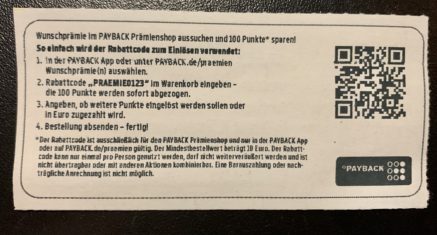 Wunschprämie im PAYBACK Prämienshop aussuchen und 100 Punkte* sparen!
So einfach wird der Rabattcode zum Einlösen verwendet:
1. In der PAYBACK App oder unter PAYBACK.de/praemien
Wunschprämie(n) auswählen.
2. Rabattcode „PRAEMIE0123“ im Warenkorb eingeben –
die 100 Punkte werden sofort abgezogen.
3. Angeben, ob weitere Punkte eingelöst werden sollen oder
in Euro zugezahlt wird.
4. Bestellung absenden – fertig!
*Der Rabattcode ist ausschließlich für den PAYBACK Prämienshop und nur in der PAYBACK App
oder auf PAYBACK.de/praemien gültig. Der Mindestbestellwert beträgt 10 Euro. Der Rabatt-
code kann nur einmal pro Person genutzt werden, darf nicht weiterveräußert werden und ist
nicht übertragbar oder mit anderen Aktionen kombinierbar. Eine Barauszahlung oder nach-
trägliche Anrechnung ist nicht möglich.
°PAYBACK